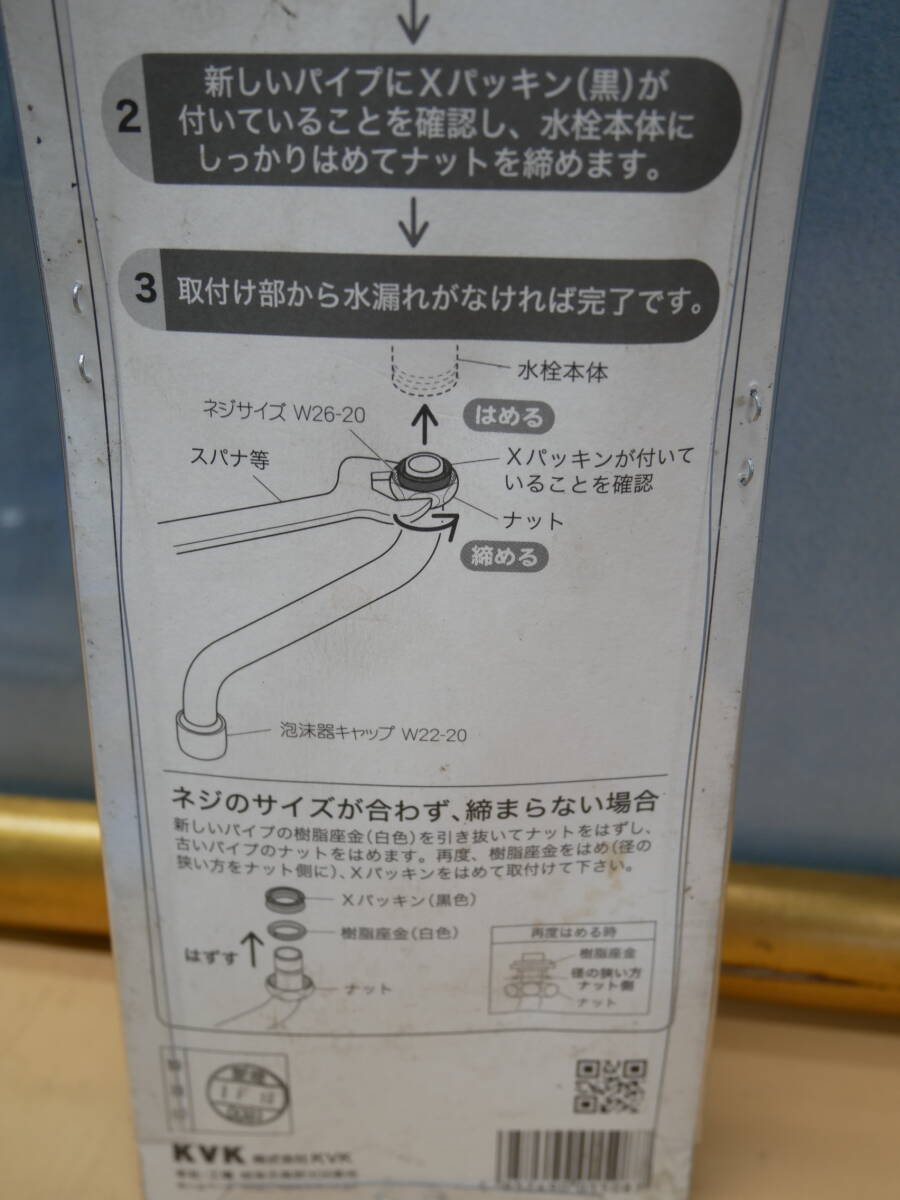 2
新しいパイプにXパッキン(黒)が
付いていることを確認し、水栓本体に
しっかりはめてナットを締めます。
3
取付け部から水漏れがなければ完了です。
水栓本体
ネジサイズ W26-20
はめる
スパナ等
Xパッキンが付いて
いることを確認
ナット
締める
泡沫器キャップ W22-20
ネジのサイズが合わず、締まらない場合
新しいパイプの樹脂座金(白色)を引き抜いてナットをはずし、
古いパイプのナットをはめます。再度、樹脂座金をはめ(径の
狭い方をナット側に)、Xパッキンをはめて取付けて下さい。
Xパッキン(黒色)
樹脂座金(白色)
はずす
ナット
再度はめる時
樹脂座金
径の狭い方
ナット側
ナット
KVK 株式会社KVK